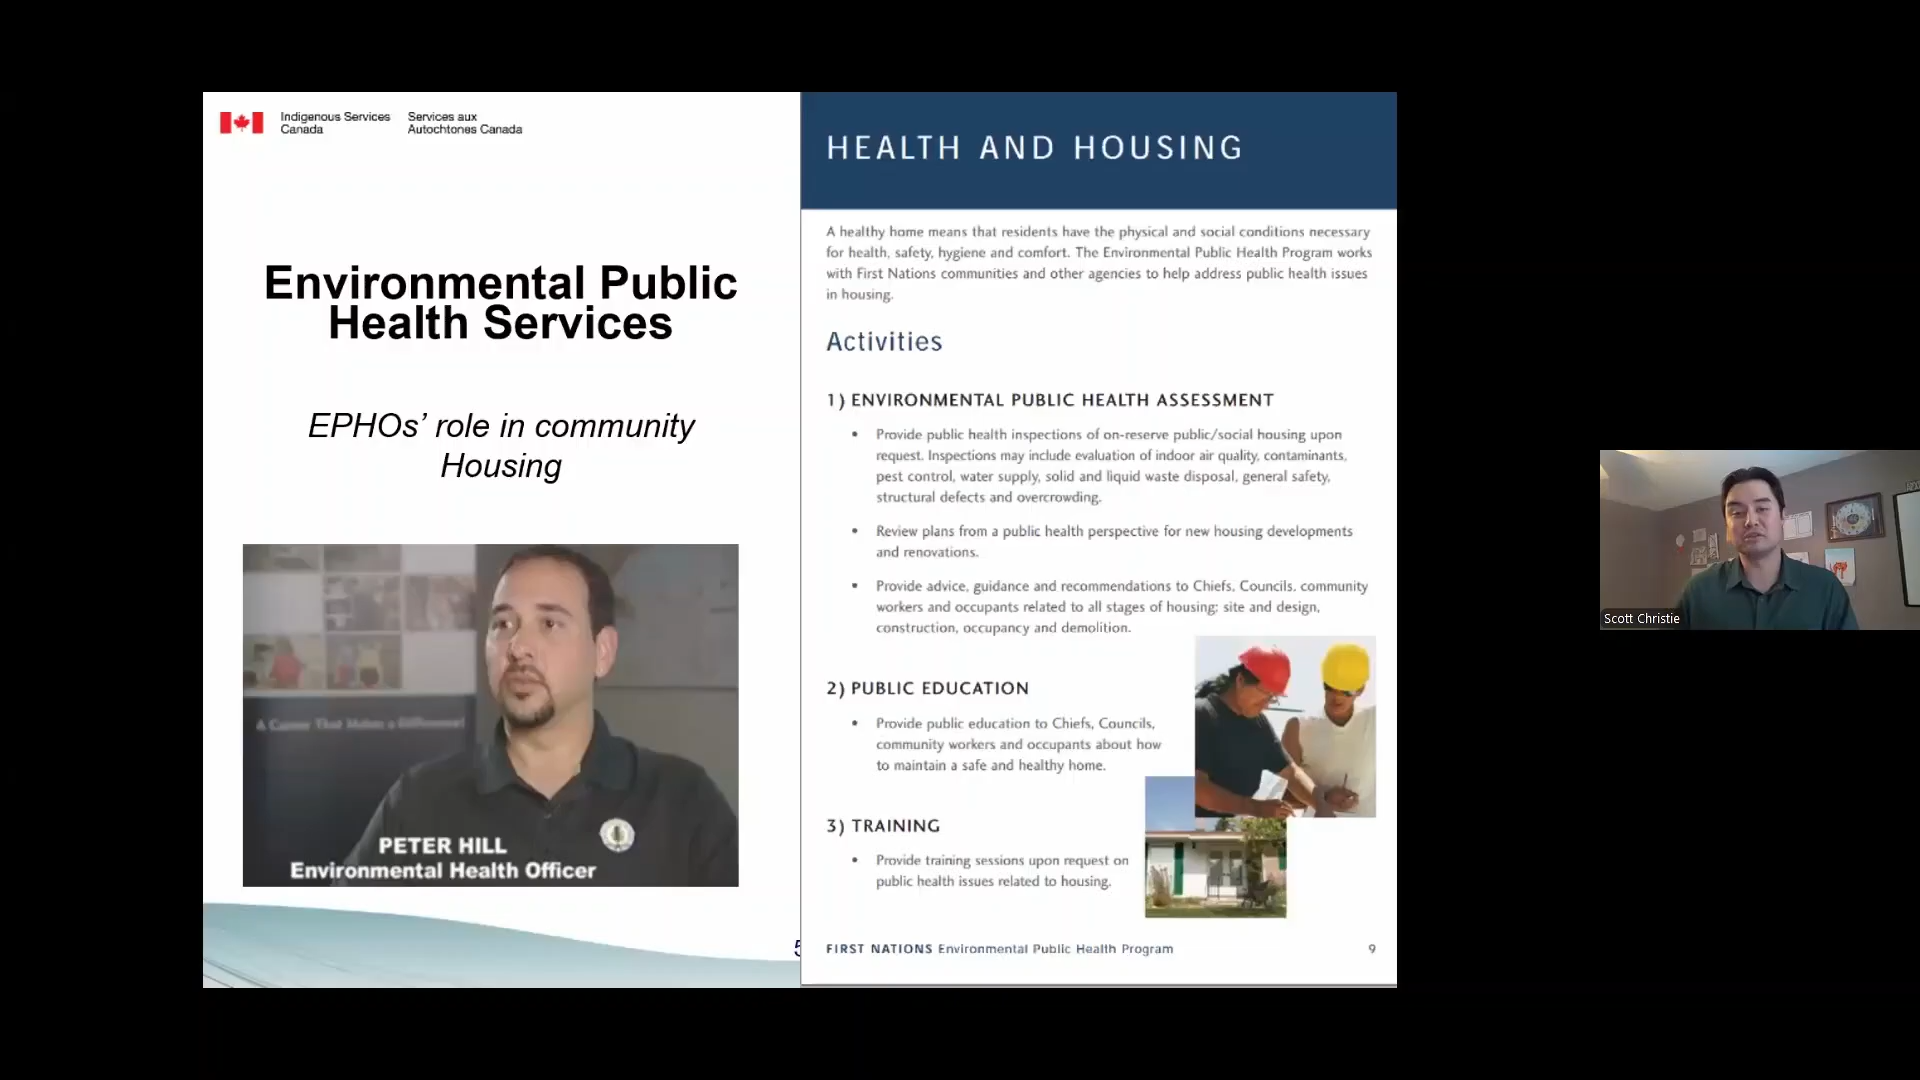 Indigenous Services
Canada
Services aux
Autochtones Canada
Environmental Public
Health Services
EPHOs' role in community
Housing
A Career That Makes a Difference!
PETER HILL
Environmental Health Officer
5
HEALTH AND HOUSING
A healthy home means that residents have the physical and social conditions necessary
for health, safety, hygiene and comfort. The Environmental Public Health Program works
with First Nations communities and other agencies to help address public health issues
in housing.
Activities
1) ENVIRONMENTAL PUBLIC HEALTH ASSESSMENT
• Provide public health inspections of on-reserve public/social housing upon
request. Inspections may include evaluation of indoor air quality, contaminants,
pest control, water supply, solid and liquid waste disposal, general safety,
structural defects and overcrowding.
• Review plans from a public health perspective for new housing developments
and renovations.
• Provide advice, guidance and recommendations to Chiefs, Councils, community
workers and occupants related to all stages of housing: site and design,
construction, occupancy and demolition.
2) PUBLIC EDUCATION
• Provide public education to Chiefs, Councils,
community workers and occupants about how
to maintain a safe and healthy home.
3) TRAINING
• Provide training sessions upon request on
public health issues related to housing.
FIRST NATIONS Environmental Public Health Program
9
Scott Christie